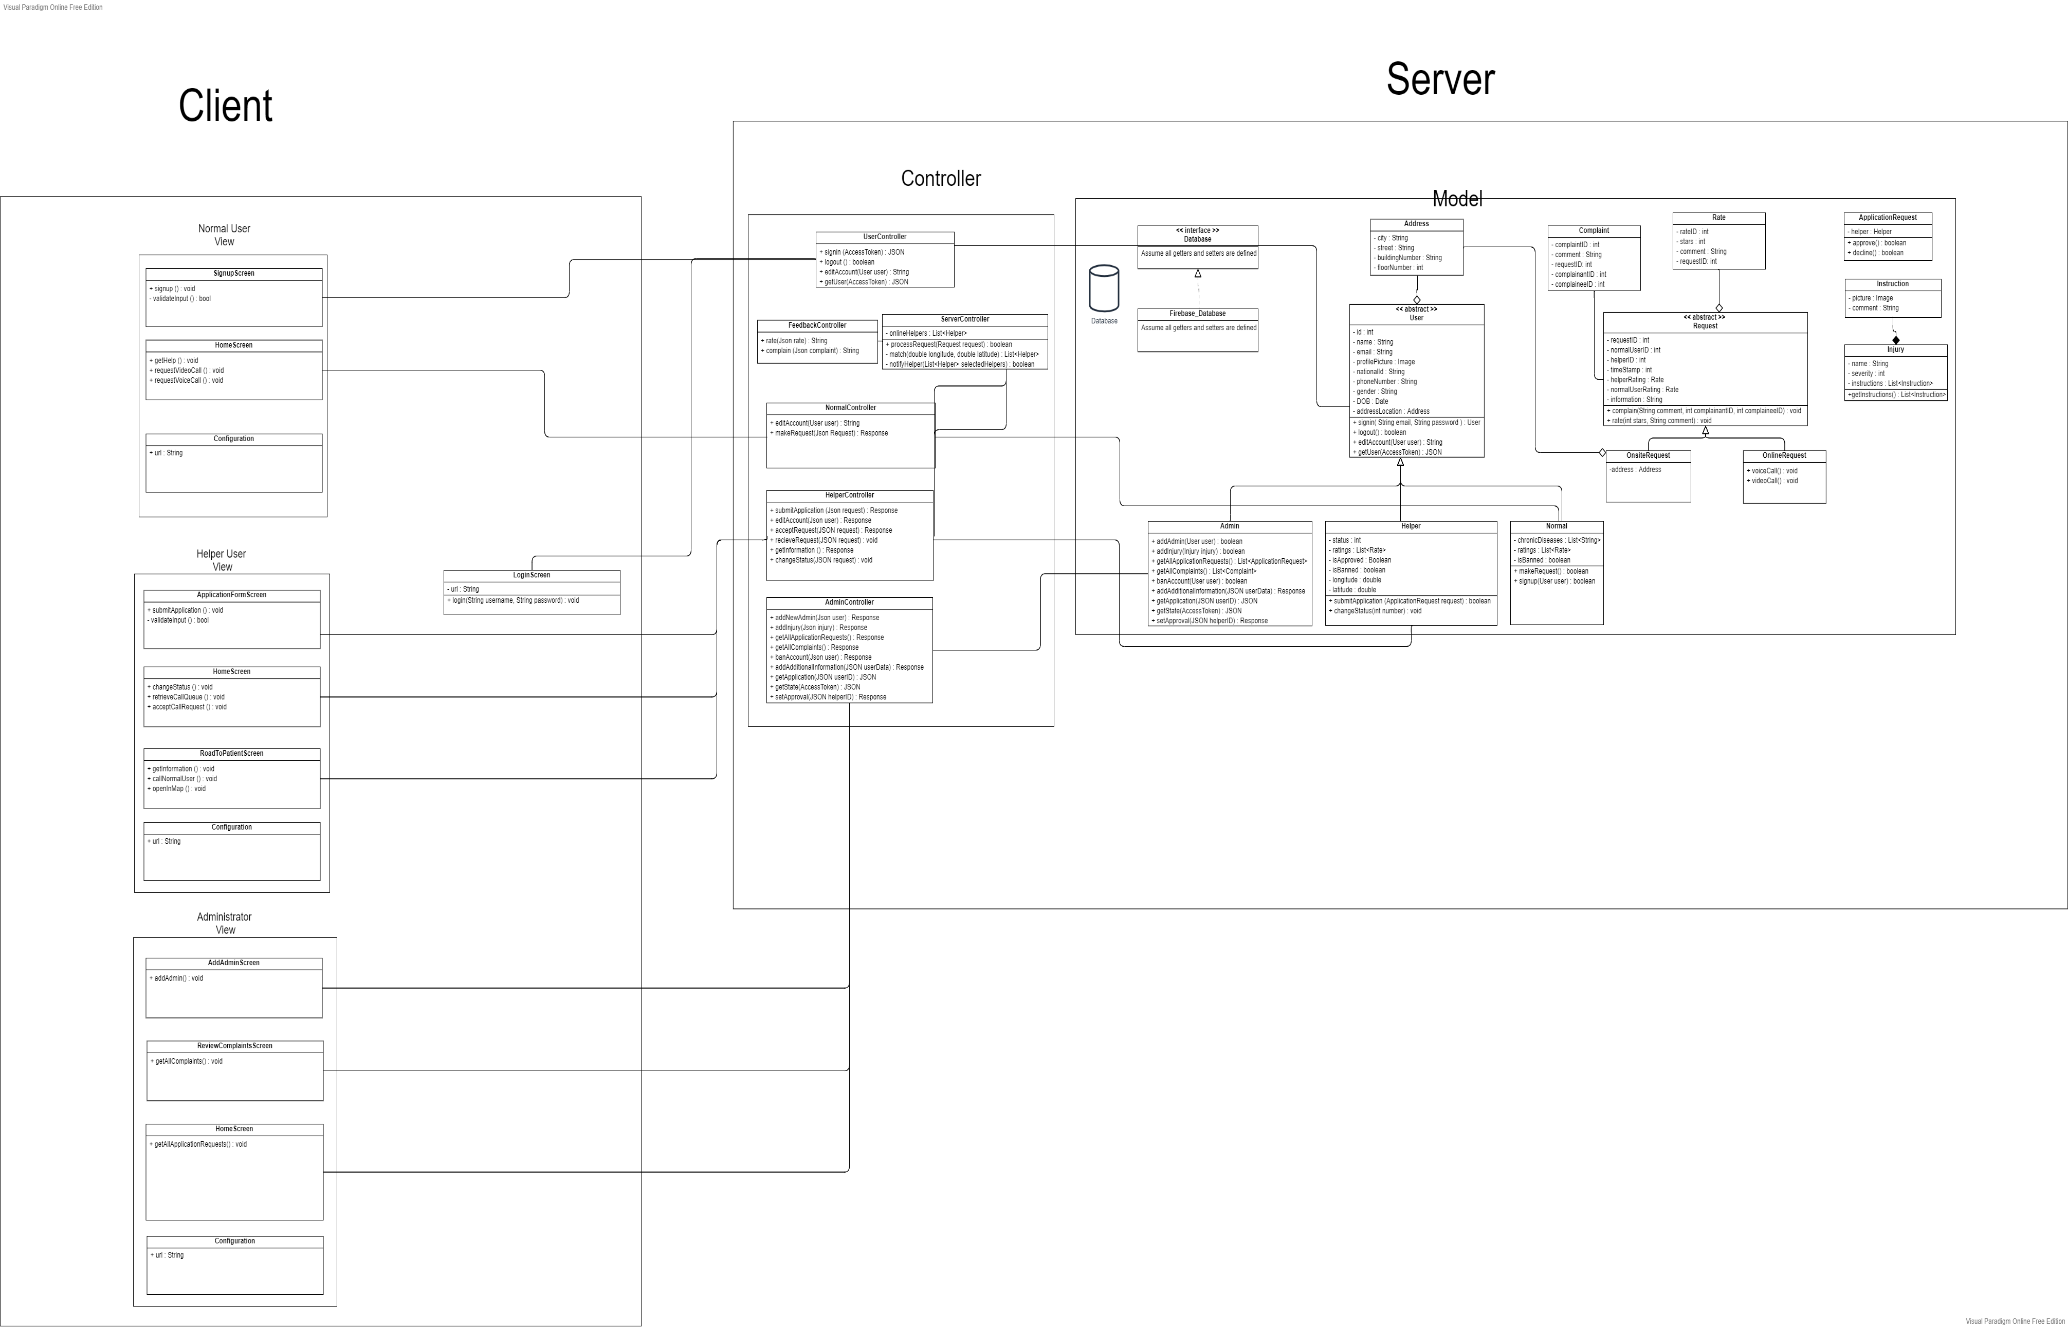 Visual Paradigm Online Free Edition
Client
Server
Normal User
View
SignupScreen
+ signup () : void
- validateInput () : bool
HomeScreen
+ getHelp () : void
+ requestVideoCall () : void
+ requestVoiceCall () : void
Configuration
+ url : String
Helper User
View
ApplicationFormScreen
+ submitApplication () : void
- validateInput () : bool
HomeScreen
+ changeStatus () : void
+ retrieveCallQueue () : void
+ acceptCallRequest () : void
RoadToPatientScreen
+ getInformation () : void
+ callNormalUser () : void
+ openInMap () : void
Configuration
+ url : String
Administrator
View
AddAdminScreen
+ addAdmin() : void
ReviewComplaintsScreen
+ getAllComplaints() : void
HomeScreen
+ getAllApplicationRequests() : void
Configuration
+ url : String
LoginScreen
- url : String
+ login(String username, String password) : void
Controller
UserController
+ signin (AccessToken) : JSON
+ logout () : boolean
+ editAccount(User user) : String
+ getUser(AccessToken) : JSON
FeedbackController
+ rate(Json rate) : String
+ complain (Json complaint) : String
ServerController
- onlineHelpers : List<Helper>
+ processRequest(Request request) : boolean
- match(double longitude, double latitude) : List<Helper>
- notifyHelper(List<Helper> selectedHelpers) : boolean
NormalController
+ editAccount(User user) : String
+ makeRequest(Json Request) : Response
HelperController
+ submitApplication (Json request) : Response
+ editAccount(Json user) : Response
+ acceptRequest(JSON request) : Response
+ recieveRequest(JSON request) : void
+ getInformation () : Response
+ changeStatus(JSON request) : void
AdminController
+ addNewAdmin(Json user) : Response
+ addInjury(Json injury) : Response
+ getAllApplicationRequests() : Response
+ getAllComplaints() : Response
+ banAccount(Json user) : Response
+ addAdditionalInformation(JSON userData) : Response
+ getApplication(JSON userID) : JSON
+ getState(AccessToken) : JSON
+ setApproval(JSON helperID) : Response
Model
<< interface >>
Database
Assume all getters and setters are defined
Database
Firebase_Database
Assume all getters and setters are defined
Address
- city : String
- street : String
- buildingNumber : String
- floorNumber : int
<< abstract >>
User
- id : int
- name : String
- email : String
- profilePicture : Image
- nationalId : String
- phoneNumber : String
- gender : String
- DOB : Date
- addressLocation : Address
+ signin( String email, String password ) : User
+ logout() : boolean
+ editAccount(User user) : String
+ getUser(AccessToken) : JSON
Complaint
- complaintID : int
- comment : String
- requestID: int
- complainantID : int
- complaineeID : int
Rate
- rateID : int
- stars : int
- comment : String
- requestID: int
ApplicationRequest
- helper : Helper
+ approve() : boolean
+ decline() : boolean
Instruction
- picture : Image
- comment : String
Injury
- name : String
- severity : int
- instructions : List<Instruction>
+getInstructions() : List<Instruction>
<< abstract >>
Request
- requestID : int
- normalUserID : int
- helperID : int
- timeStamp : int
- helperRating : Rate
- normalUserRating : Rate
- information : String
+ complain(String comment, int complainantID, int complaineeID) : void
+ rate(int stars, String comment) : void
OnsiteRequest
-address : Address
OnlineRequest
+ voiceCall() : void
+ videoCall() : void
Admin
+ addAdmin(User user) : boolean
+ addInjury(Injury injury) : boolean
+ getAllApplicationRequests() : List<ApplicationRequest>
+ getAllComplaints() : List<Complaint>
+ banAccount(User user) : boolean
+ addAdditionalInformation(JSON userData) : Response
+ getApplication(JSON userID) : JSON
+ getState(AccessToken) : JSON
+ setApproval(JSON helperID) : Response
Helper
- status : int
- ratings : List<Rate>
- isApproved : Boolean
- isBanned : boolean
- longitude : double
- latitude : double
+ submitApplication (ApplicationRequest request) : boolean
+ changeStatus(int number) : void
Normal
- chronicDiseases : List<String>
- ratings : List<Rate>
- isBanned : boolean
+ makeRequest() : boolean
+ signup(User user) : boolean
Visual Paradigm Online Free Edition